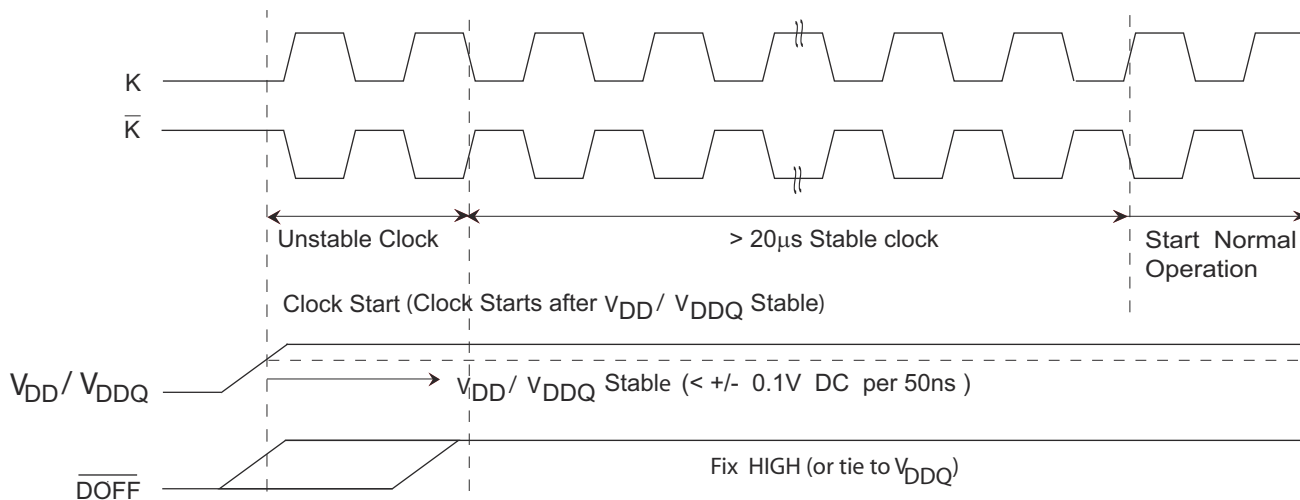 K
K̅
Unstable Clock
> 20μs Stable clock
Start Normal
Operation
Clock Start (Clock Starts after VDD / VDDQ Stable)
VDD / VDDQ
VDD / VDDQ Stable (< +/- 0.1V DC per 50ns )
D̅O̅F̅F̅
Fix HIGH (or tie to VDDQ)